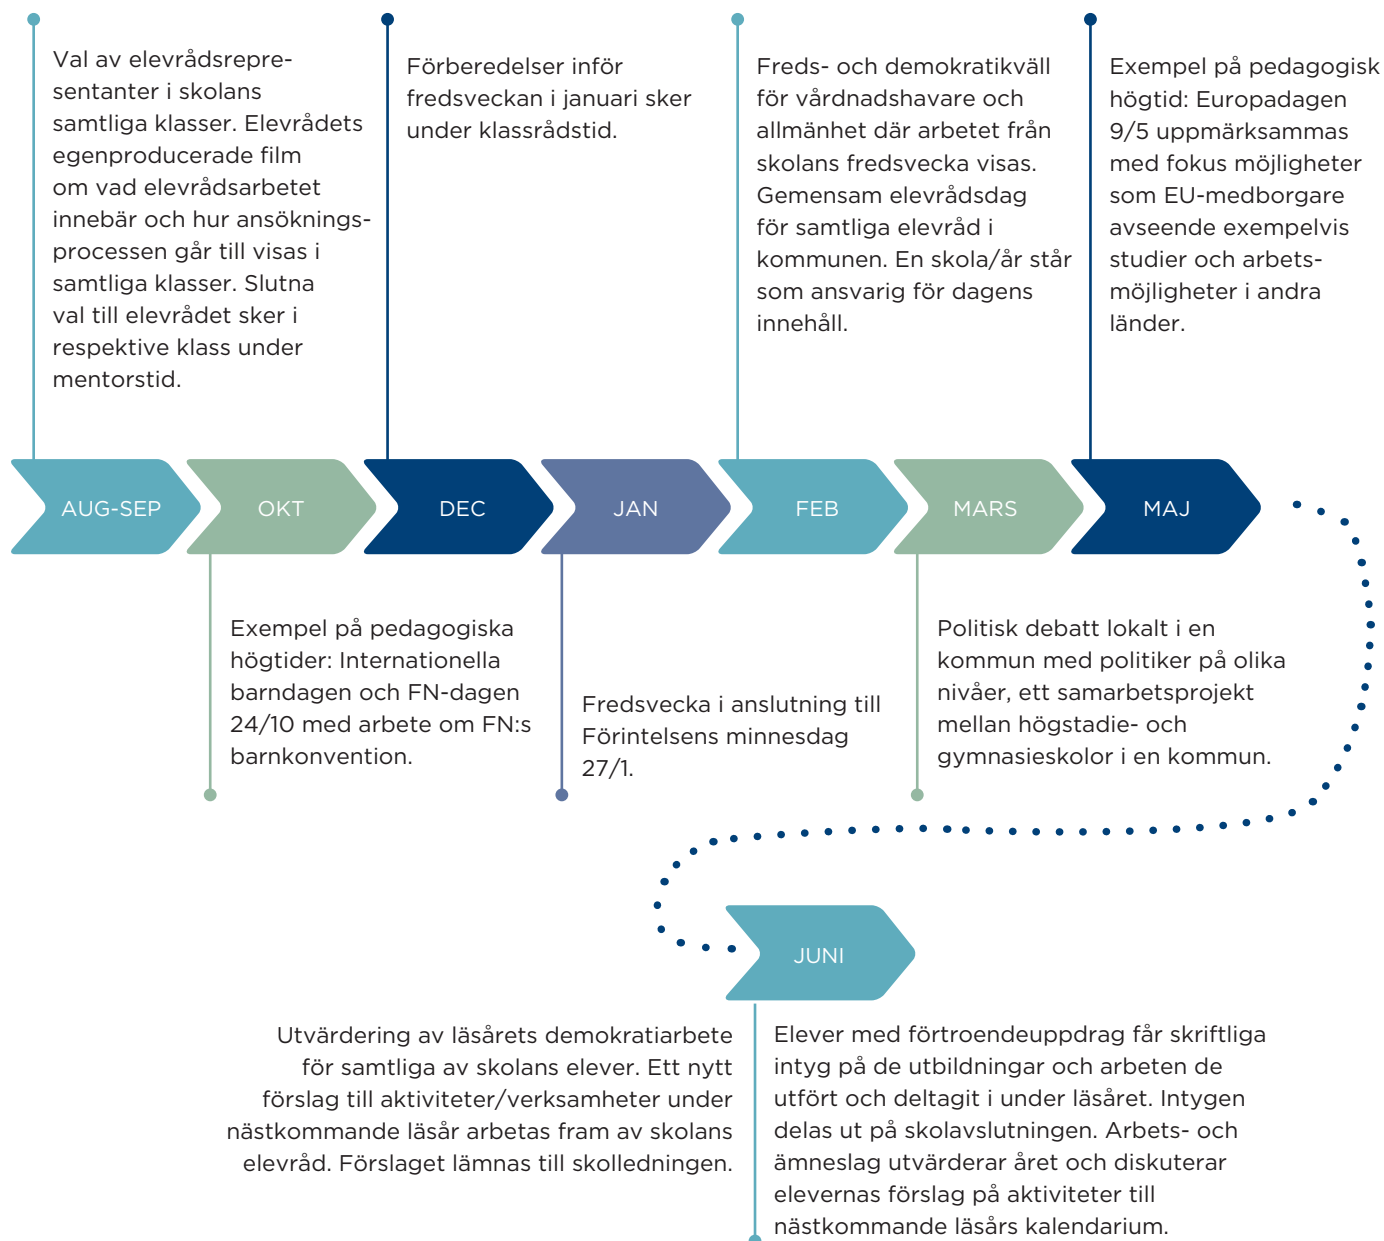 Val av elevrådsrepre-
sentanter i skolans
samtliga klasser. Elevrådets
egenproducerade film
om vad elevrådsarbetet
innebär och hur ansöknings-
processen går till visas i
samtliga klasser. Slutna
val till elevrådet sker i
respektive klass under
mentorstid.
Förberedelser inför
fredsveckan i januari sker
under klassrådstid.
Freds- och demokratikväll
för vårdnadshavare och
allmänhet där arbetet från
skolans fredsvecka visas.
Gemensam elevrådsdag
för samtliga elevråd i
kommunen. En skola/år står
som ansvarig för dagens
innehåll.
Exempel på pedagogisk
högtid: Europadagen
9/5 uppmärksammas
med fokus möjligheter
som EU-medborgare
avseende exempelvis
studier och arbets-
möjligheter i andra
länder.
AUG-SEP
OKT
DEC
JAN
FEB
MARS
MAJ
Exempel på pedagogiska
högtider: Internationella
barndagen och FN-dagen
24/10 med arbete om FN:s
barnkonvention.
Fredsvecka i anslutning till
Förintelsens minnesdag
27/1.
Politisk debatt lokalt i en
kommun med politiker på olika
nivåer, ett samarbetsprojekt
mellan högstadie- och
gymnasieskolor i en kommun.
JUNI
Utvärdering av läsårets demokratiarbete
för samtliga av skolans elever. Ett nytt
förslag till aktiviteter/verksamheter under
nästkommande läsår arbetas fram av skolans
elevråd. Förslaget lämnas till skolledningen.
Elever med förtroendeuppdrag får skriftliga
intyg på de utbildningar och arbeten de
utfört och deltagit i under läsåret. Intygen
delas ut på skolavslutningen. Arbets- och
ämneslag utvärderar året och diskuterar
elevernas förslag på aktiviteter till
nästkommande läsårs kalendarium.